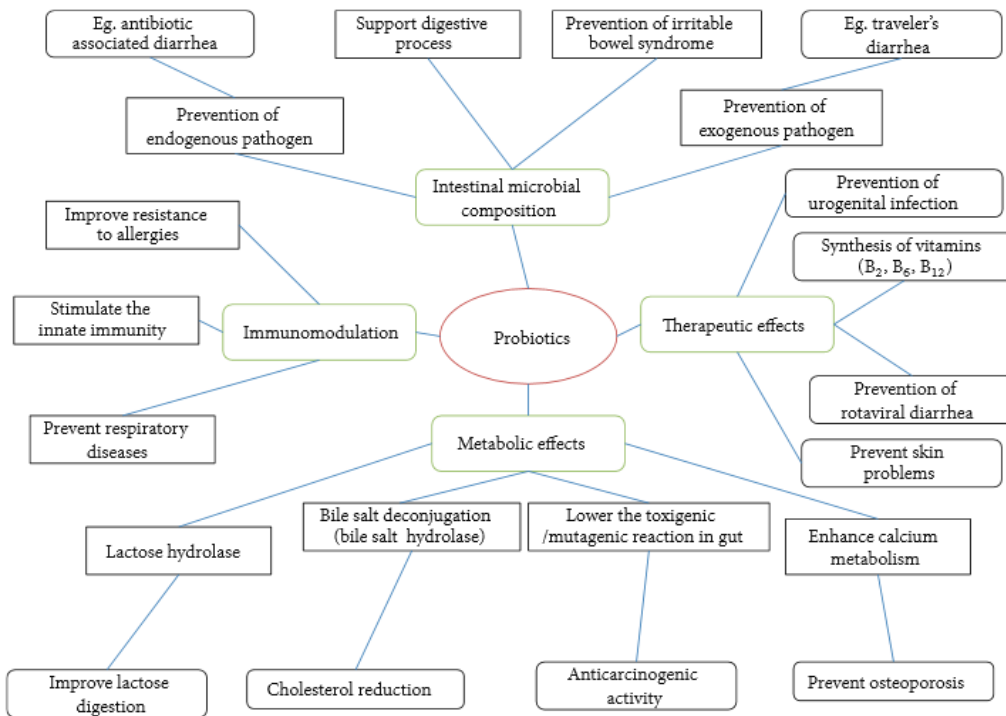 Eg. antibiotic
associated diarrhea
Support digestive
process
Prevention of irritable
bowel syndrome
Eg. traveler's
diarrhea
Prevention of
endogenous pathogen
Prevention of
exogenous pathogen
Intestinal microbial
composition
Prevention of
urogenital infection
Improve resistance
to allergies
Synthesis of vitamins
(B₂, B₆, B₁₂)
Stimulate the
innate immunity
Immunomodulation
Probiotics
Therapeutic effects
Prevention of
rotaviral diarrhea
Prevent respiratory
diseases
Metabolic effects
Prevent skin
problems
Lactose hydrolase
Bile salt deconjugation
(bile salt hydrolase)
Lower the toxigenic
/mutagenic reaction in gut
Enhance calcium
metabolism
Improve lactose
digestion
Cholesterol reduction
Anticarcinogenic
activity
Prevent osteoporosis